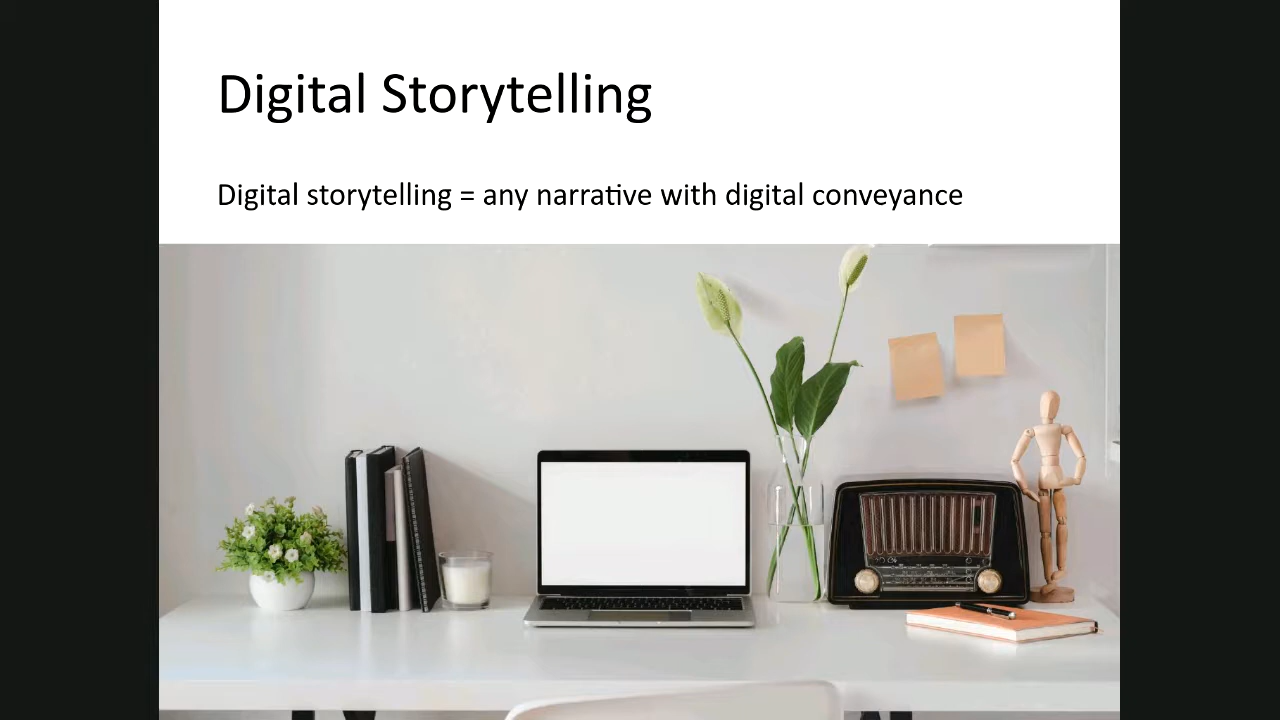 Digital Storytelling
Digital storytelling = any narrative with digital conveyance